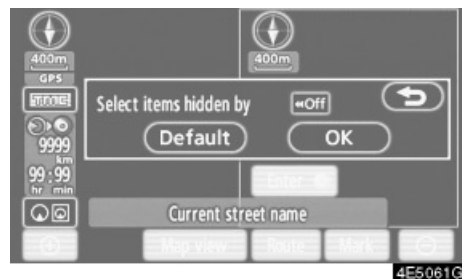 400m
400m
GPS
TMC
Select items hidden by
◂◂Off
Default
OK
9999
km
99:99
hr min
Enter
Current street name
Map view
Route
Mark
4E5061G